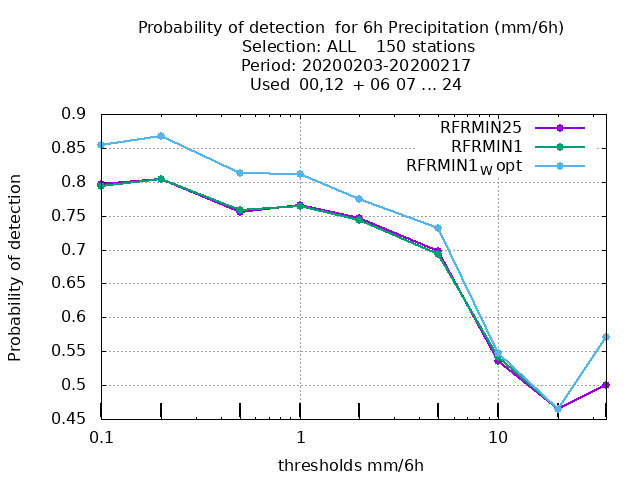 Probability of detection  for 6h Precipitation (mm/6h)
Selection: ALL    150 stations
Period: 20200203-20200217
Used  00,12  + 06 07 ... 24
RFRMIN25
RFRMIN1
RFRMIN1W opt
0.9
0.85
0.8
0.75
0.7
0.65
0.6
0.55
0.5
0.45
Probability of detection
0.1
1
10
thresholds mm/6h